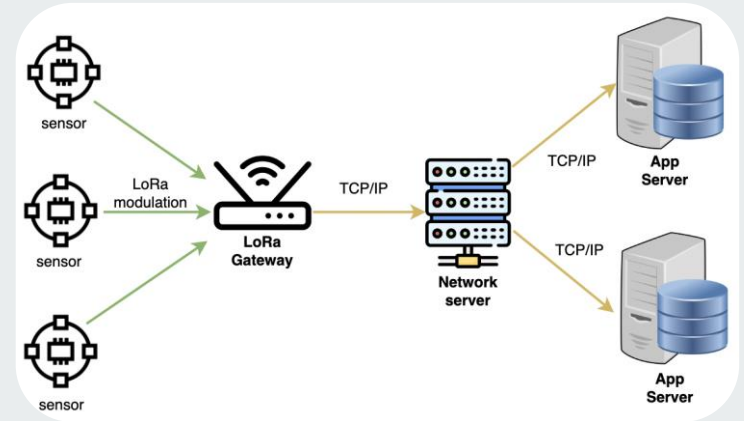 sensor
LoRa
modulation
sensor
sensor
LoRa
Gateway
TCP/IP
Network
server
TCP/IP
App
Server
TCP/IP
App
Server